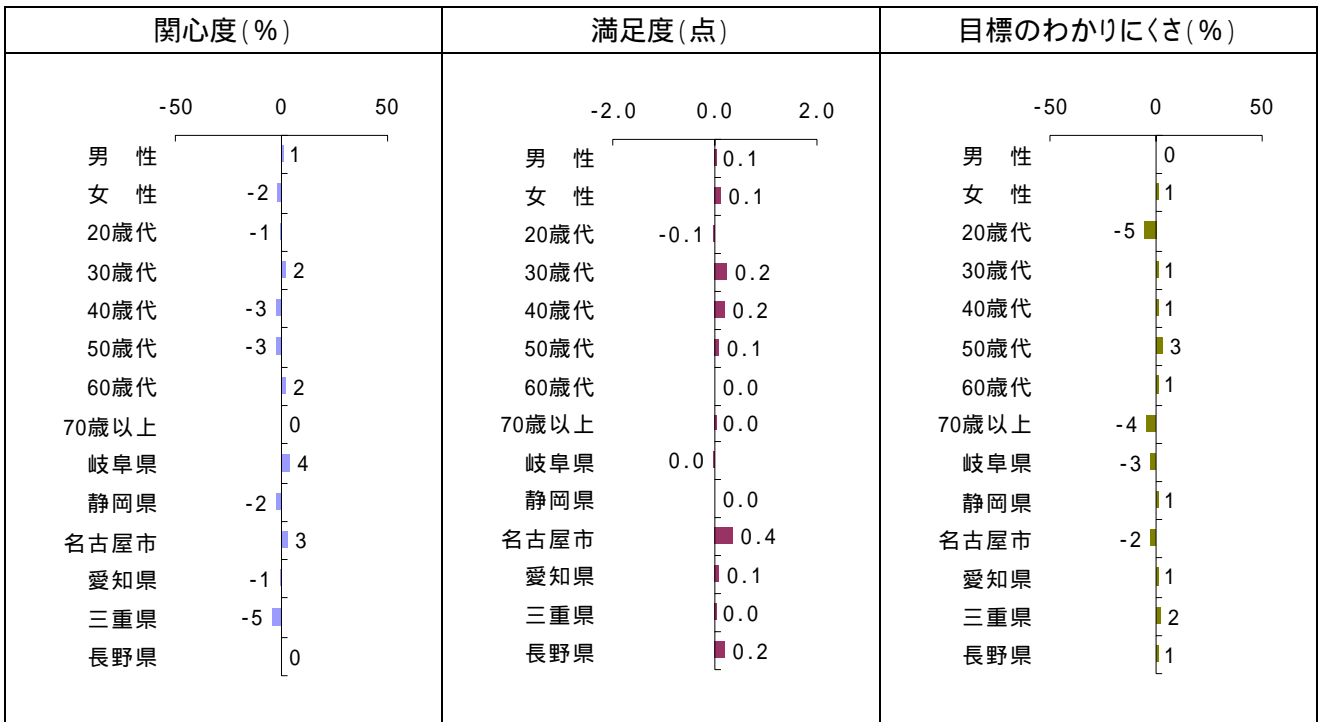 関心度(%)
満足度(点)
目標のわかりにくさ(%)
-50 0 50
男 性 1
女 性 -2
20歳代 -1
30歳代 2
40歳代 -3
50歳代 -3
60歳代 2
70歳以上 0
岐阜県 4
静岡県 -2
名古屋市 3
愛知県 -1
三重県 -5
長野県 0
-2.0 0.0 2.0
男 性 0.1
女 性 0.1
20歳代 -0.1
30歳代 0.2
40歳代 0.2
50歳代 0.1
60歳代 0.0
70歳以上 0.0
岐阜県 0.0
静岡県 0.0
名古屋市 0.4
愛知県 0.1
三重県 0.0
長野県 0.2
-50 0 50
男 性 0
女 性 1
20歳代 -5
30歳代 1
40歳代 1
50歳代 3
60歳代 1
70歳以上 -4
岐阜県 -3
静岡県 1
名古屋市 -2
愛知県 1
三重県 2
長野県 1